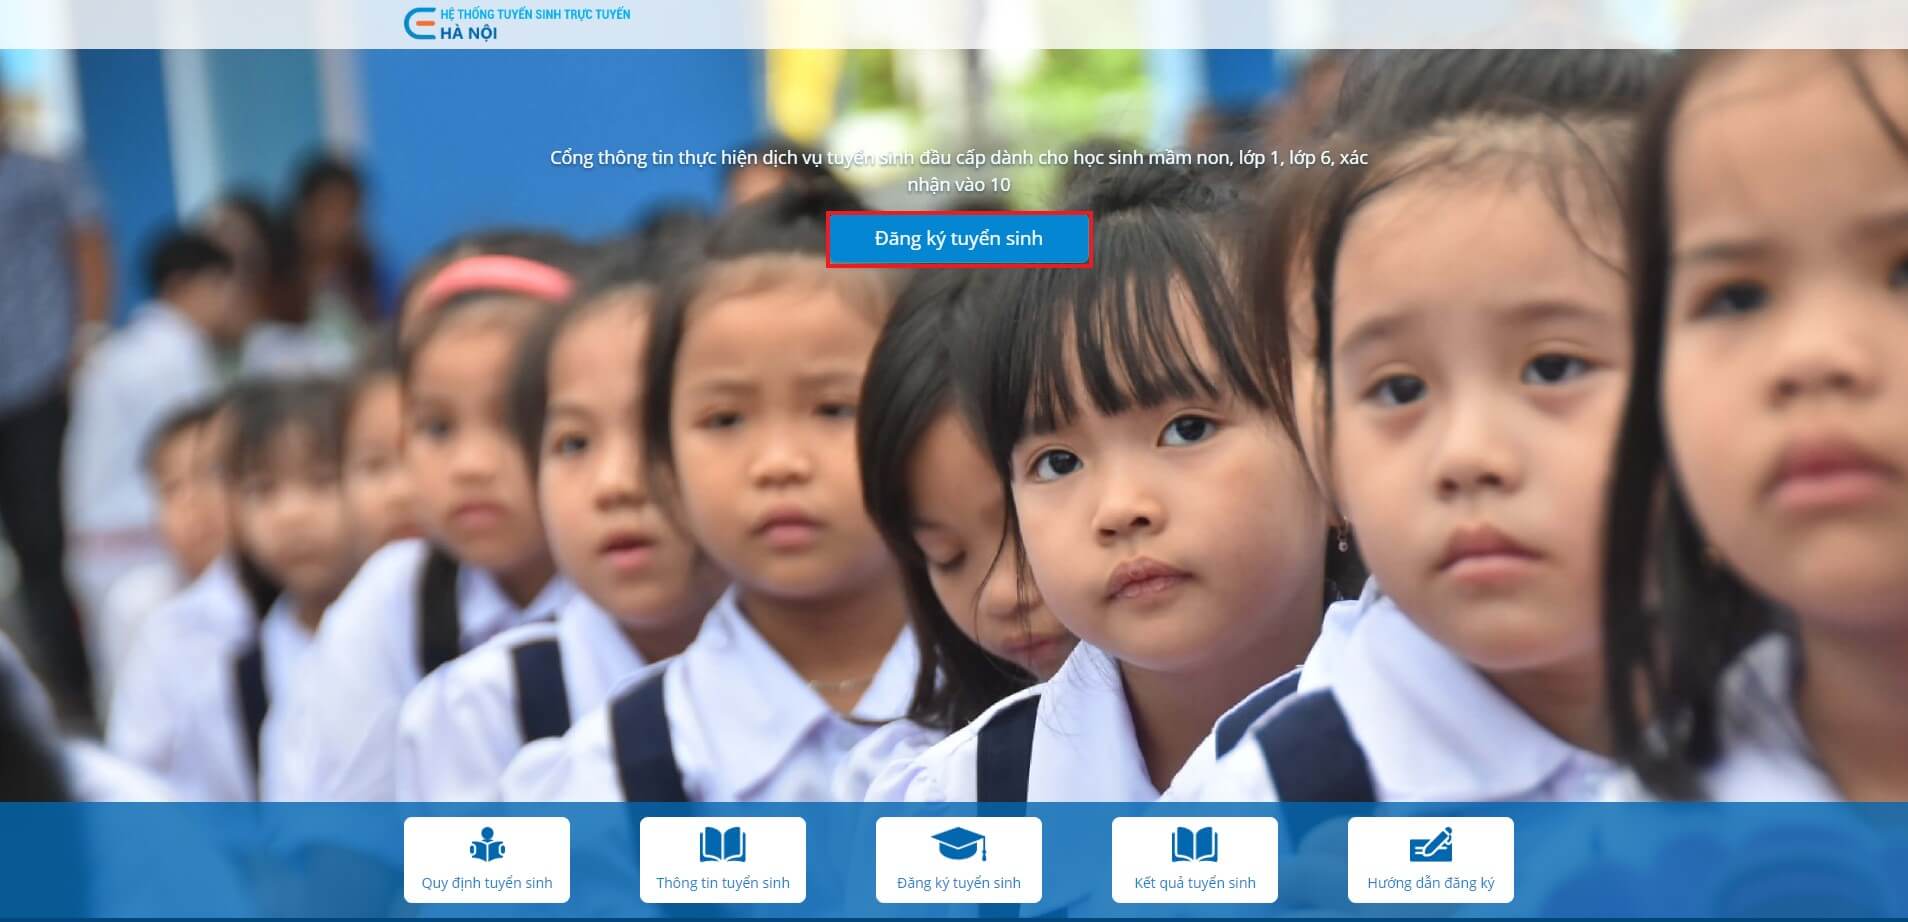 HỆ THỐNG TUYỂN SINH TRỰC TUYẾN
HÀ NỘI
Cổng thông tin thực hiện dịch vụ tuyển sinh đầu cấp dành cho học sinh mầm non, lớp 1, lớp 6, xác
nhận vào 10
Đăng ký tuyển sinh
Quy định tuyển sinh
Thông tin tuyển sinh
Đăng ký tuyển sinh
Kết quả tuyển sinh
Hướng dẫn đăng ký